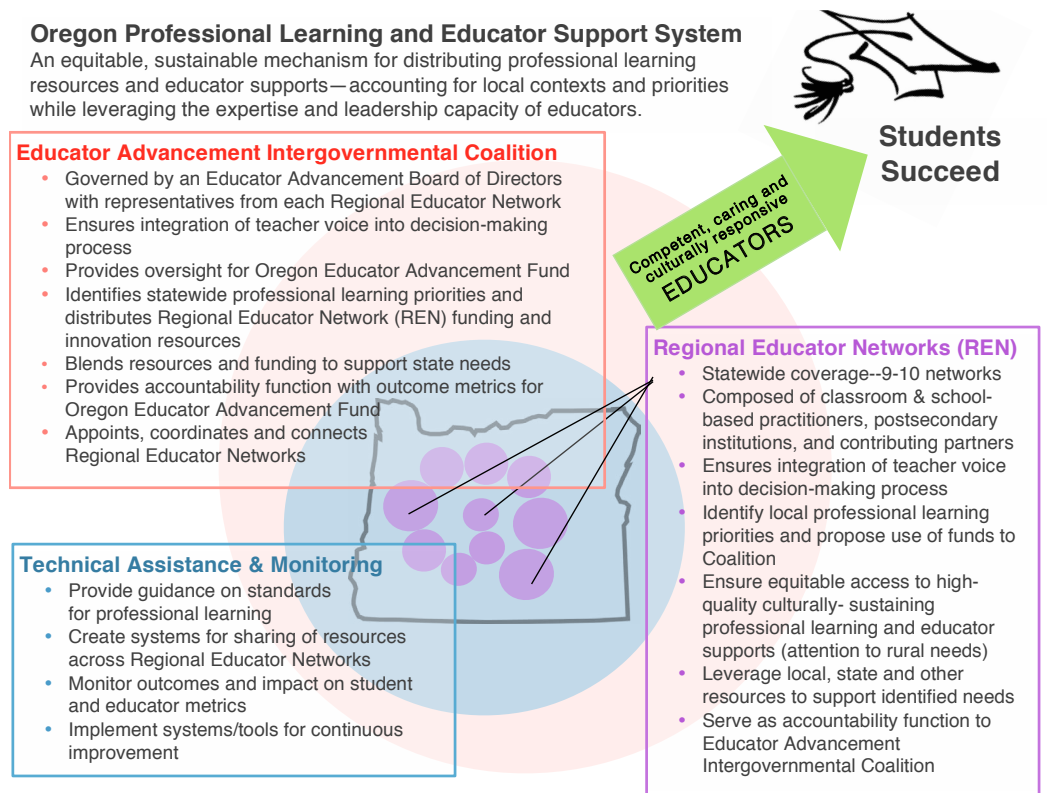 Oregon Professional Learning and Educator Support System
An equitable, sustainable mechanism for distributing professional learning
resources and educator supports—accounting for local contexts and priorities
while leveraging the expertise and leadership capacity of educators.
Students
Succeed
Competent, caring and
culturally responsive
EDUCATORS
Educator Advancement Intergovernmental Coalition
• Governed by an Educator Advancement Board of Directors
with representatives from each Regional Educator Network
• Ensures integration of teacher voice into decision-making
process
• Provides oversight for Oregon Educator Advancement Fund
• Identifies statewide professional learning priorities and
distributes Regional Educator Network (REN) funding and
innovation resources
• Blends resources and funding to support state needs
• Provides accountability function with outcome metrics for
Oregon Educator Advancement Fund
• Appoints, coordinates and connects
Regional Educator Networks
Regional Educator Networks (REN)
• Statewide coverage--9-10 networks
• Composed of classroom & school-
based practitioners, postsecondary
institutions, and contributing partners
• Ensures integration of teacher voice
into decision-making process
• Identify local professional learning
priorities and propose use of funds to
Coalition
• Ensure equitable access to high-
quality culturally- sustaining
professional learning and educator
supports (attention to rural needs)
• Leverage local, state and other
resources to support identified needs
• Serve as accountability function to
Educator Advancement
Intergovernmental Coalition
Technical Assistance & Monitoring
• Provide guidance on standards
for professional learning
• Create systems for sharing of resources
across Regional Educator Networks
• Monitor outcomes and impact on student
and educator metrics
• Implement systems/tools for continuous
improvement